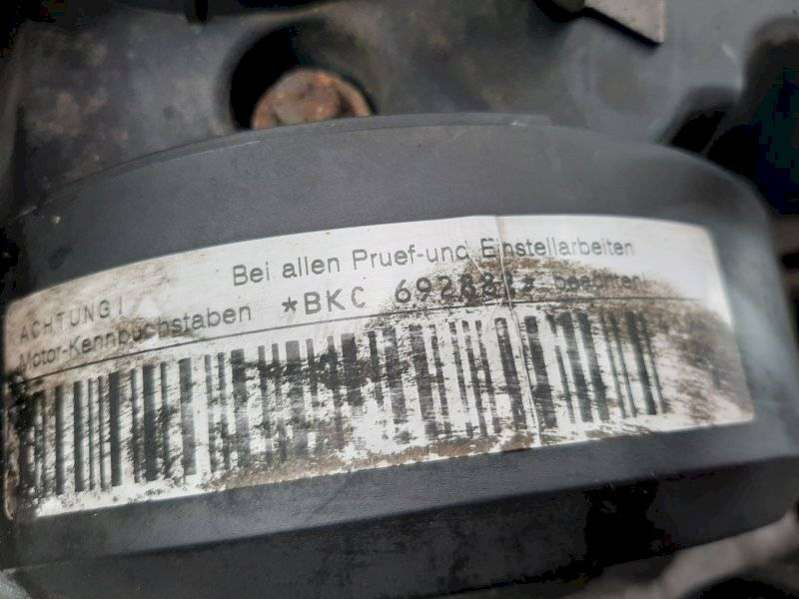 Bei allen Pruef-und Einstellarbeiten
ACHTUNG!
Motor-Kennbuchstaben *BKC beachten!